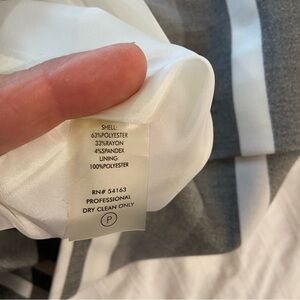 SHELL:
63%POLYESTER
33%RAYON
4%SPANDEX
LINING:
100%POLYESTER
RN# 54163
PROFESSIONAL
DRY CLEAN ONLY
P